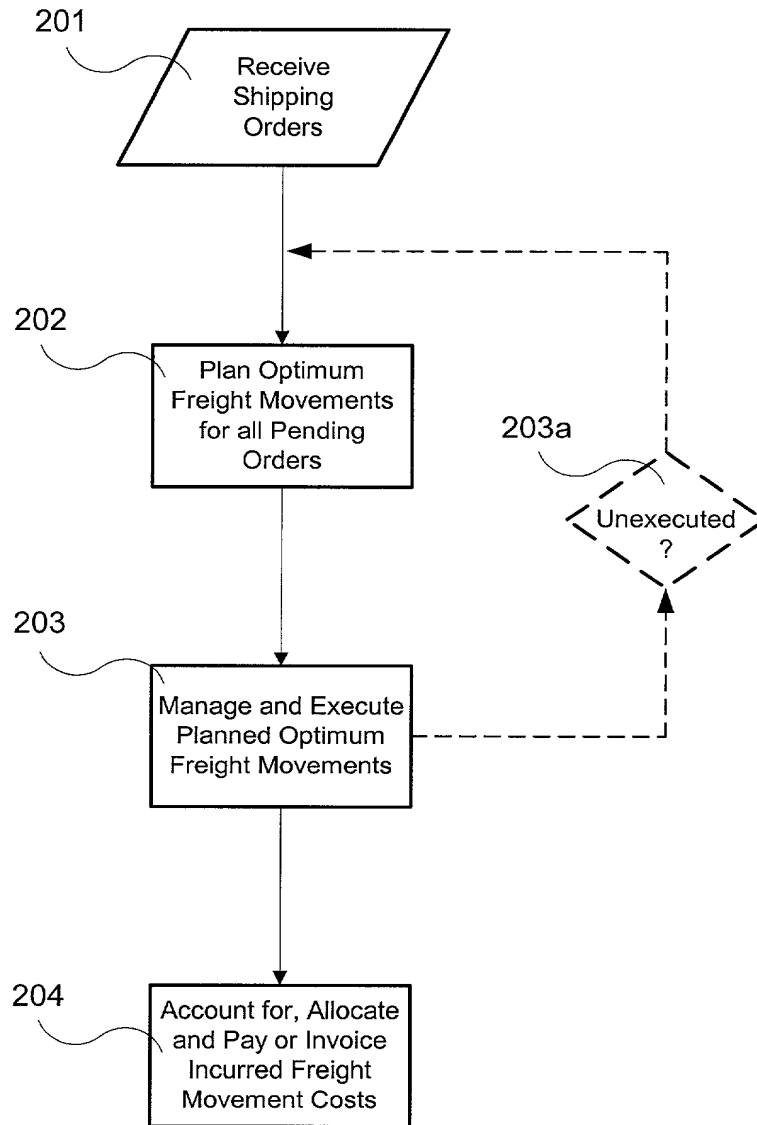 201
Receive
Shipping
Orders
202
Plan Optimum
Freight Movements
for all Pending
Orders
203a
Unexecuted
?
203
Manage and Execute
Planned Optimum
Freight Movements
204
Account for, Allocate
and Pay or Invoice
Incurred Freight
Movement Costs